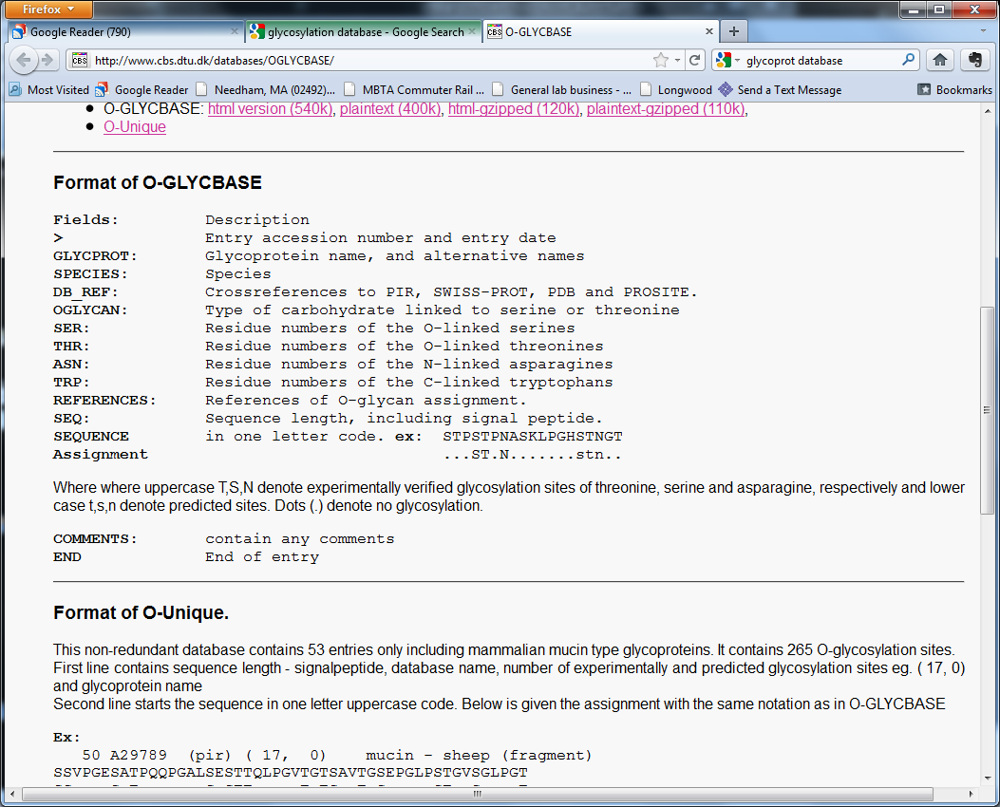 Firefox
Google Reader (790)
glycosylation database - Google Search
CBS O-GLYCBASE
CBS http://www.cbs.dtu.dk/databases/OGLYCBASE/
glycoprot database
Most Visited Google Reader Needham, MA (02492)... MBTA Commuter Rail ... General lab business - ... Longwood Send a Text Message Bookmarks
• O-GLYCBASE: html version (540k), plaintext (400k), html-gzipped (120k), plaintext-gzipped (110k),
• O-Unique
Format of O-GLYCBASE
Fields: Description
> Entry accession number and entry date
GLYCPROT: Glycoprotein name, and alternative names
SPECIES: Species
DB_REF: Crossreferences to PIR, SWISS-PROT, PDB and PROSITE.
OGLYCAN: Type of carbohydrate linked to serine or threonine
SER: Residue numbers of the O-linked serines
THR: Residue numbers of the O-linked threonines
ASN: Residue numbers of the N-linked asparagines
TRP: Residue numbers of the C-linked tryptophans
REFERENCES: References of O-glycan assignment.
SEQ: Sequence length, including signal peptide.
SEQUENCE in one letter code. ex: STPSTPNASKLPGHSTNGT
Assignment ...ST.N.......stn..
Where where uppercase T,S,N denote experimentally verified glycosylation sites of threonine, serine and asparagine, respectively and lower
case t,s,n denote predicted sites. Dots (.) denote no glycosylation.
COMMENTS: contain any comments
END End of entry
Format of O-Unique.
This non-redundant database contains 53 entries only including mammalian mucin type glycoproteins. It contains 265 O-glycosylation sites.
First line contains sequence length - signalpeptide, database name, number of experimentally and predicted glycosylation sites eg. ( 17, 0)
and glycoprotein name
Second line starts the sequence in one letter uppercase code. Below is given the assignment with the same notation as in O-GLYCBASE
Ex:
50 A29789 (pir) ( 17, 0) mucin - sheep (fragment)
SSVPGESATPQQPGALSESTTQLPGVTGTSAVTGSEPGLPSTGVSGLPGT